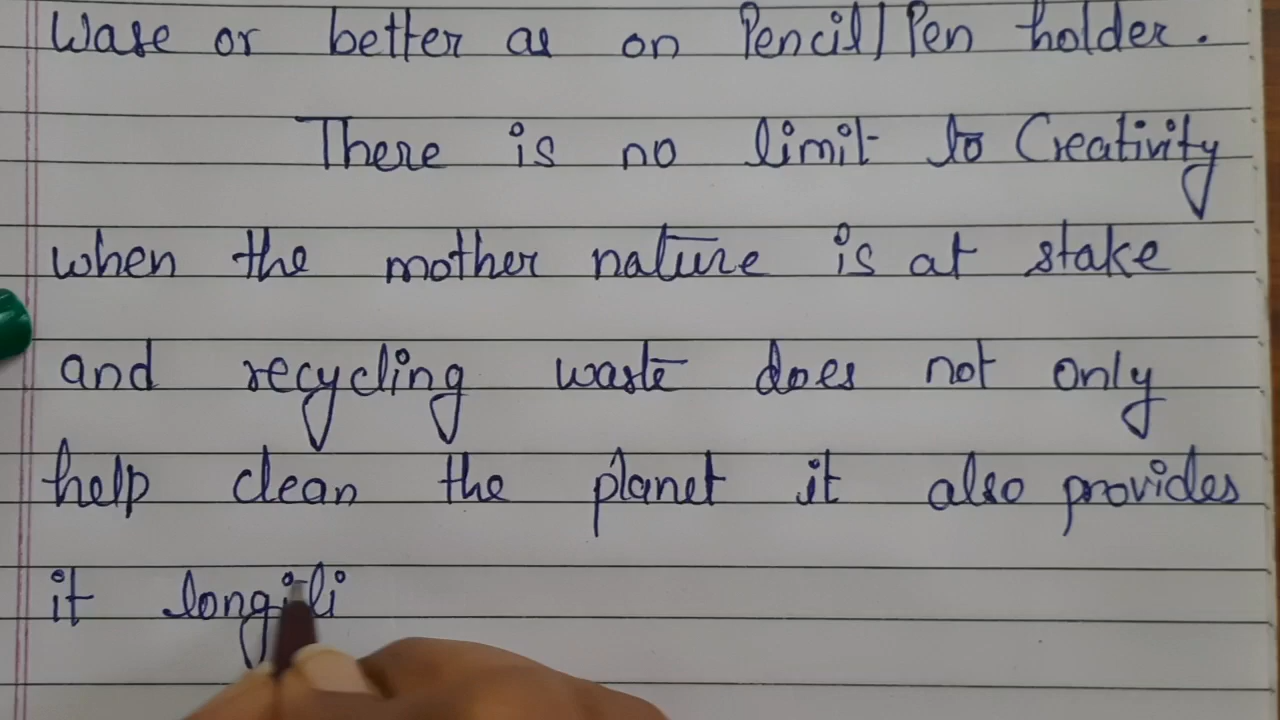 Wase or better as on Pencil/Pen holder.
There is no limit to Creativity
when the mother nature is at stake
and recycling waste does not only
help clean the planet it also provides
it